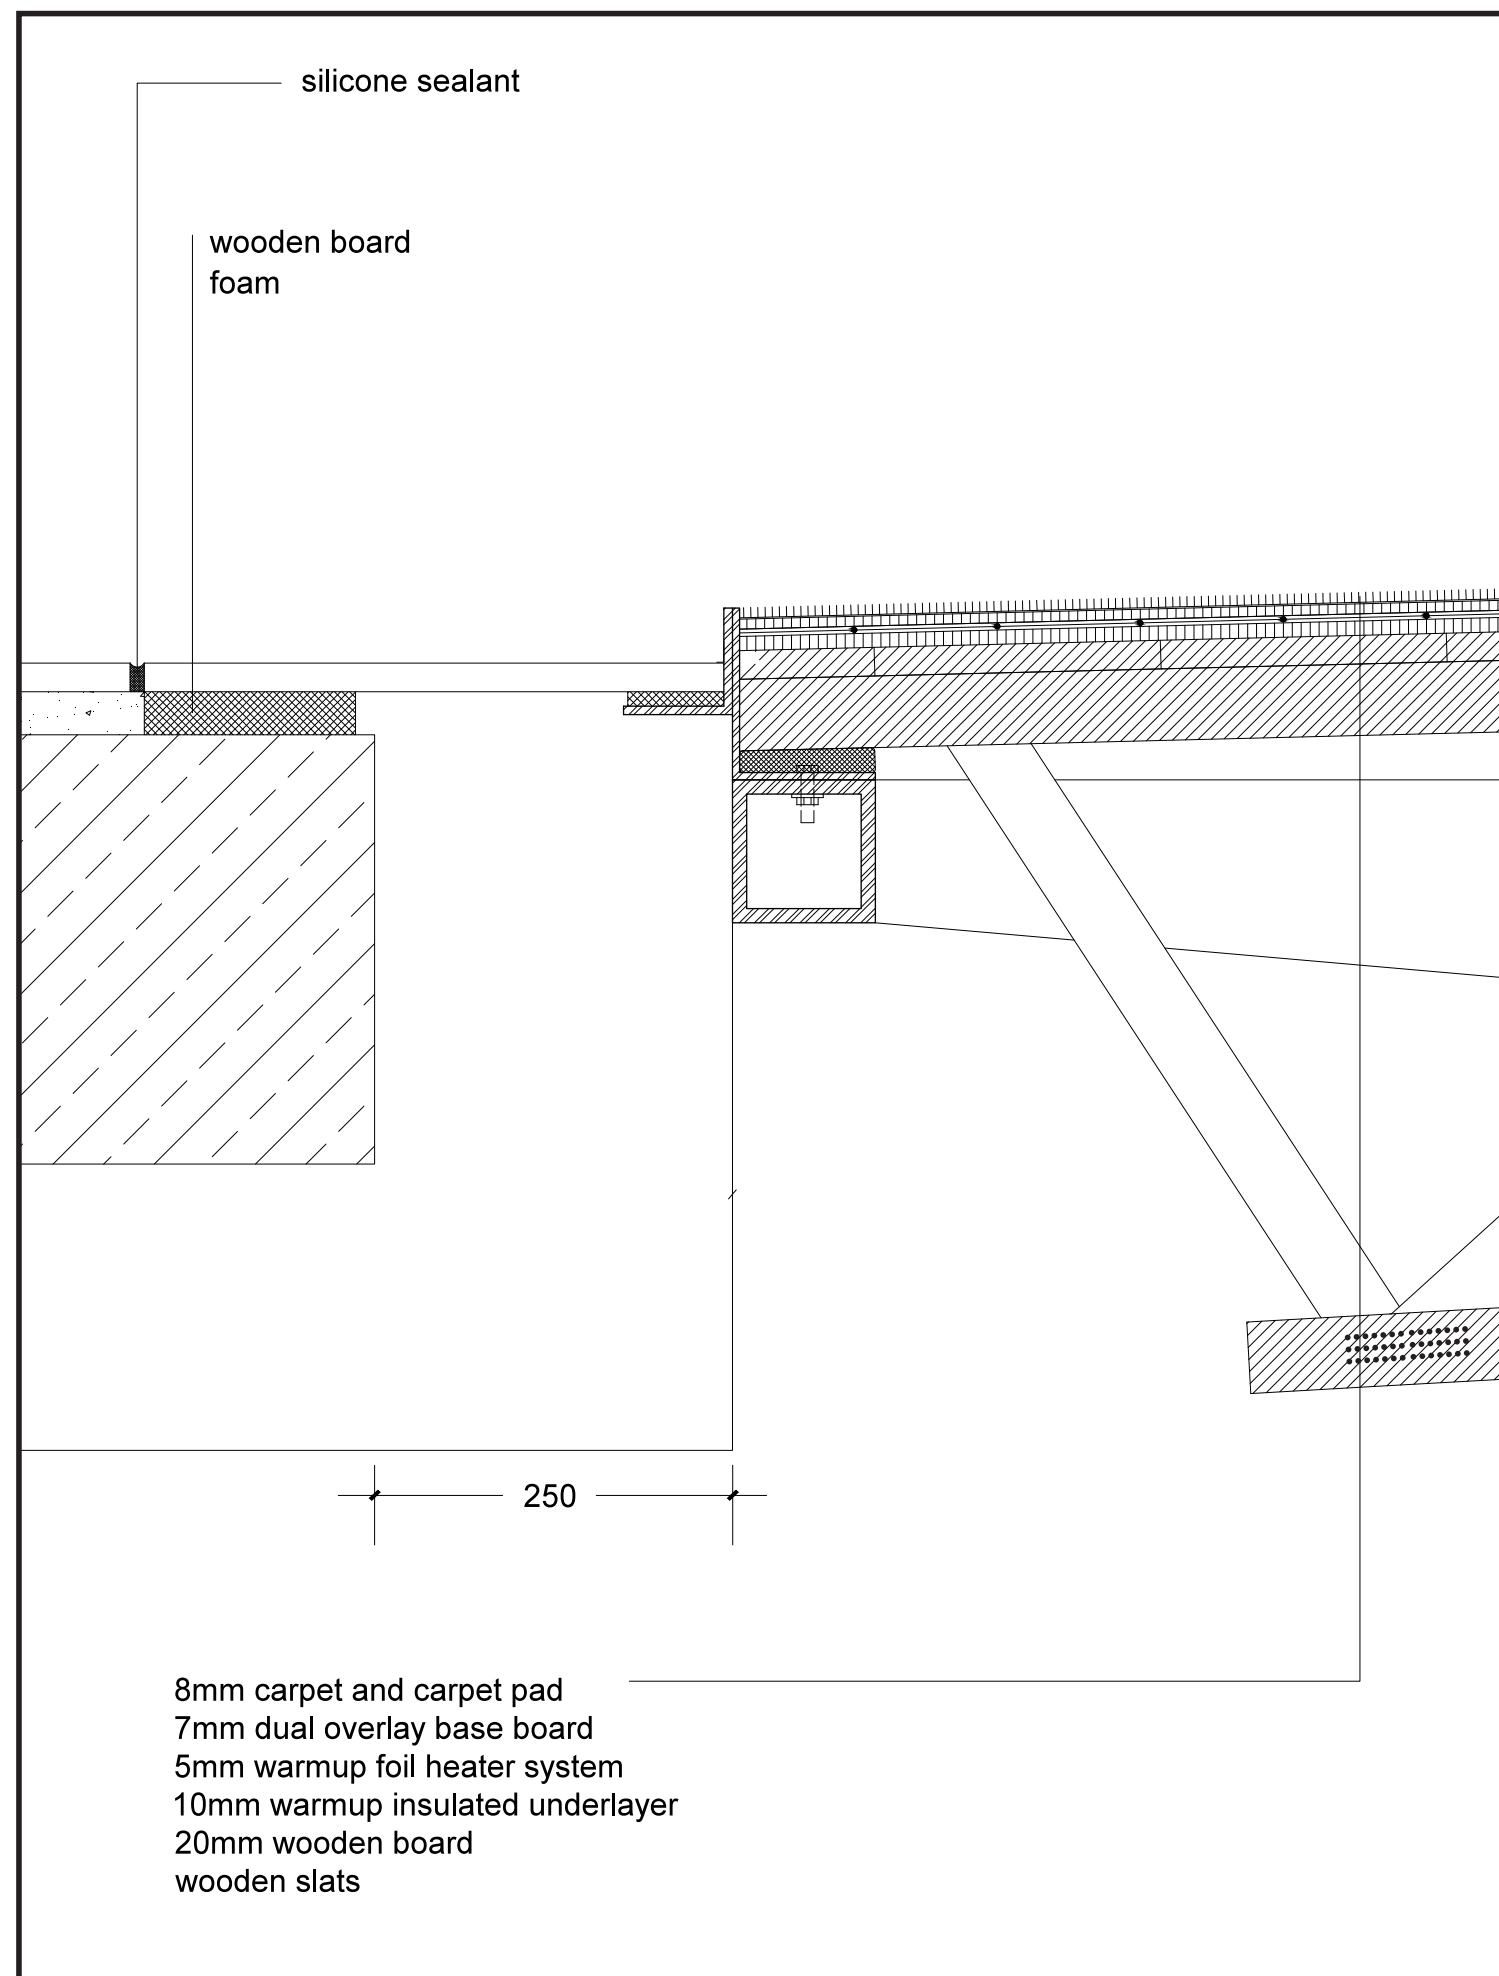 silicone sealant
wooden board
foam
250
8mm carpet and carpet pad
7mm dual overlay base board
5mm warmup foil heater system
10mm warmup insulated underlayer
20mm wooden board
wooden slats